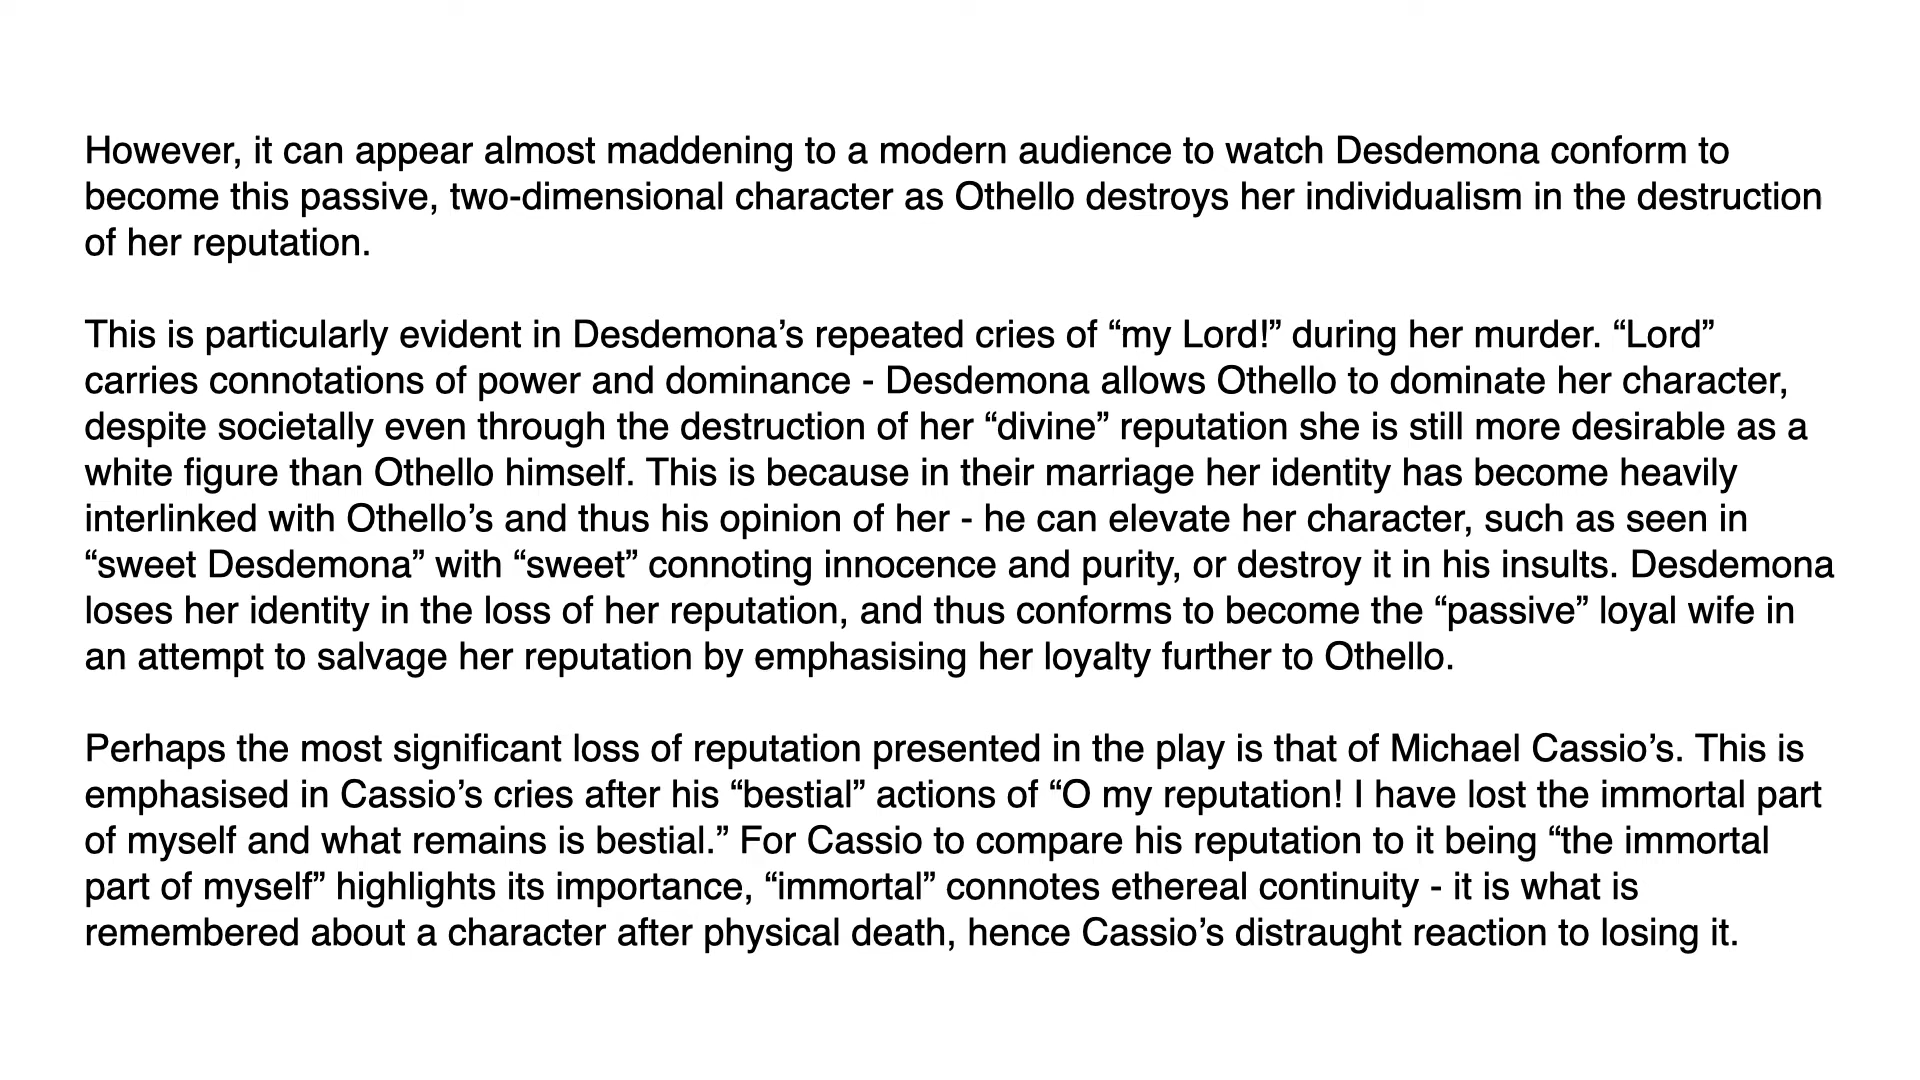 However, it can appear almost maddening to a modern audience to watch Desdemona conform to
become this passive, two-dimensional character as Othello destroys her individualism in the destruction
of her reputation.
This is particularly evident in Desdemona’s repeated cries of “my Lord!” during her murder. “Lord”
carries connotations of power and dominance - Desdemona allows Othello to dominate her character,
despite societally even through the destruction of her “divine” reputation she is still more desirable as a
white figure than Othello himself. This is because in their marriage her identity has become heavily
interlinked with Othello’s and thus his opinion of her - he can elevate her character, such as seen in
“sweet Desdemona” with “sweet” connoting innocence and purity, or destroy it in his insults. Desdemona
loses her identity in the loss of her reputation, and thus conforms to become the “passive” loyal wife in
an attempt to salvage her reputation by emphasising her loyalty further to Othello.
Perhaps the most significant loss of reputation presented in the play is that of Michael Cassio’s. This is
emphasised in Cassio’s cries after his “bestial” actions of “O my reputation! I have lost the immortal part
of myself and what remains is bestial.” For Cassio to compare his reputation to it being “the immortal
part of myself” highlights its importance, “immortal” connotes ethereal continuity - it is what is
remembered about a character after physical death, hence Cassio’s distraught reaction to losing it.